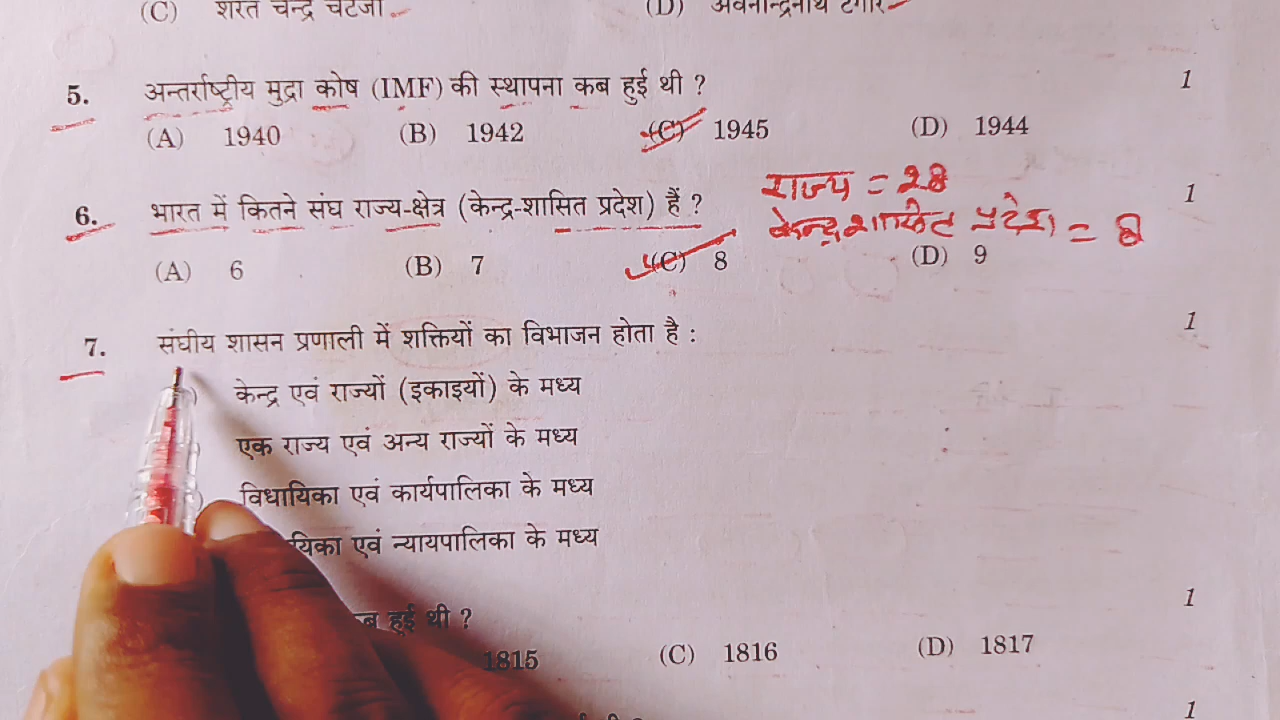 (C) शरत चन्द्र चटर्जी (D) अवनीन्द्रनाथ टैगोर
5. अन्तर्राष्ट्रीय मुद्रा कोष (IMF) की स्थापना कब हुई थी ? 1
(A) 1940 (B) 1942 (C) 1945 (D) 1944
राज्य = 28
6. भारत में कितने संघ राज्य-क्षेत्र (केन्द्र-शासित प्रदेश) हैं ? 1
केन्द्र शासित प्रदेश = 8
(A) 6 (B) 7 (C) 8 (D) 9
7. संघीय शासन प्रणाली में शक्तियों का विभाजन होता है : 1
केन्द्र एवं राज्यों (इकाइयों) के मध्य
एक राज्य एवं अन्य राज्यों के मध्य
विधायिका एवं कार्यपालिका के मध्य
एवं न्यायपालिका के मध्य
हुई थी ? 1
1815 (C) 1816 (D) 1817
1